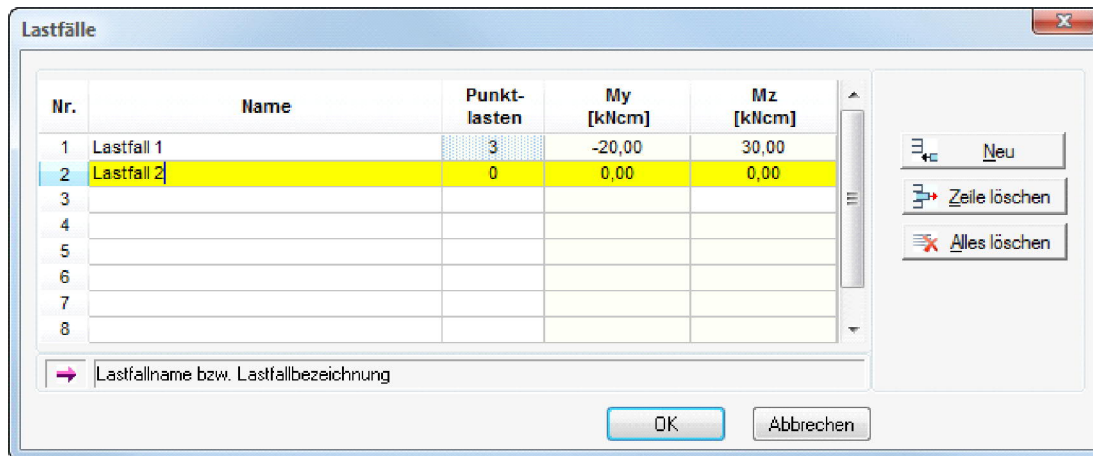 Lastfälle
Nr. Name Punkt-lasten My [kNcm] Mz [kNcm]
1 Lastfall 1 3 -20,00 30,00
2 Lastfall 2 0 0,00 0,00
3
4
5
6
7
8
Neu
Zeile löschen
Alles löschen
Lastfallname bzw. Lastfallbezeichnung
OK Abbrechen